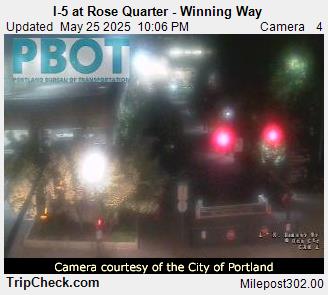 I-5 at Rose Quarter - Winning Way
Updated May 25 2025 10:06 PM Camera 4
PBOT
PORTLAND BUREAU OF TRANSPORTATION
Camera courtesy of the City of Portland
TripCheck.com Milepost302.00